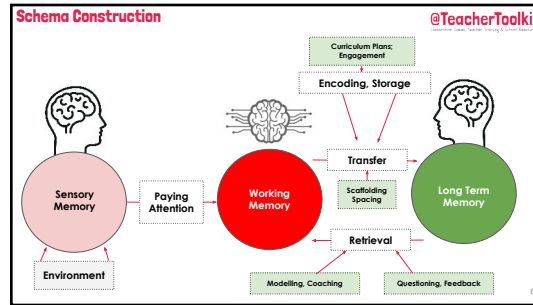 Schema Construction
@TeacherToolki
Curriculum Plans;
Engagement
Encoding, Storage
Sensory
Memory
Paying
Attention
Working
Memory
Transfer
Scaffolding
Spacing
Long Term
Memory
Retrieval
Environment
Modelling, Coaching
Questioning, Feedback